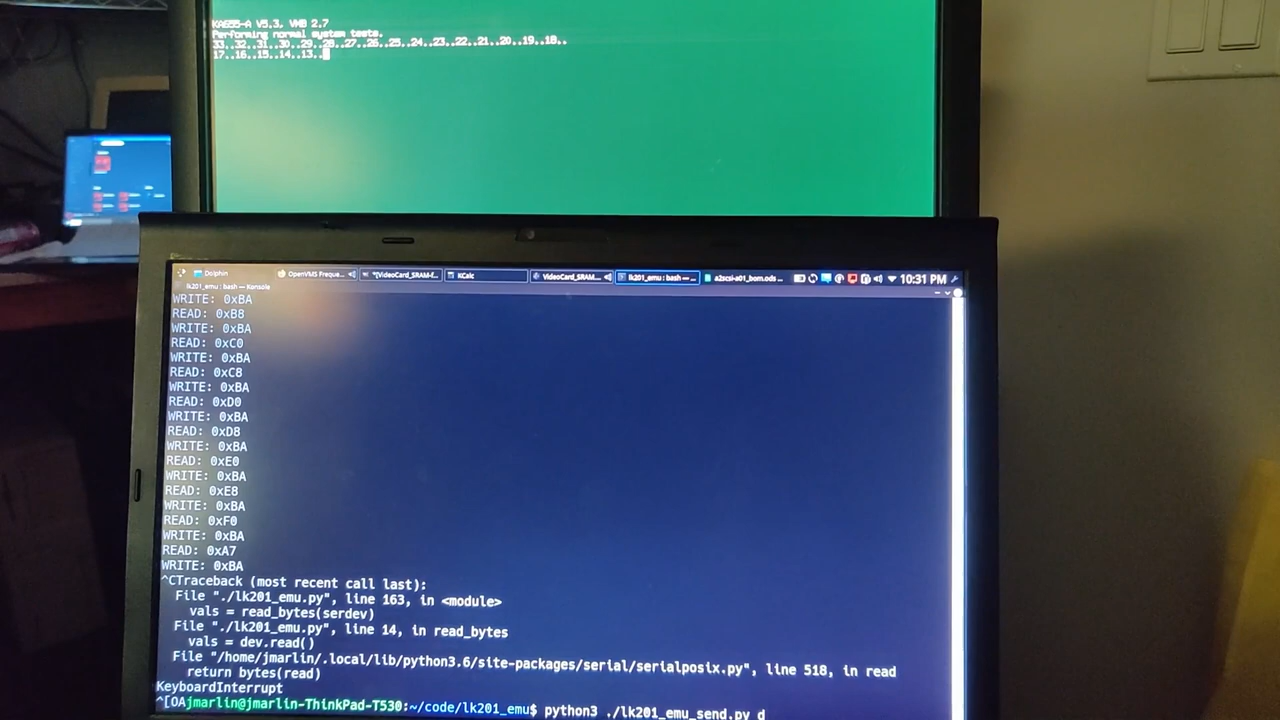 KA655-A V5.3, VMB 2.7
Performing normal system tests.
33..32..31..30..29..28..27..26..25..24..23..22..21..20..19..18..
17..16..15..14..13..
Dolphin
OpenVMS Freque...
*[VideoCard_SRAM-f...
KCalc
VideoCard_SRAM...
lk201_emu : bash — ...
a2scsi-a01_bom.ods ...
10:31 PM
lk201_emu : bash — Konsole
WRITE: 0xBA
READ: 0xB8
WRITE: 0xBA
READ: 0xC0
WRITE: 0xBA
READ: 0xC8
WRITE: 0xBA
READ: 0xD0
WRITE: 0xBA
READ: 0xD8
WRITE: 0xBA
READ: 0xE0
WRITE: 0xBA
READ: 0xE8
WRITE: 0xBA
READ: 0xF0
WRITE: 0xBA
READ: 0xA7
WRITE: 0xBA
^CTraceback (most recent call last):
File "./lk201_emu.py", line 163, in <module>
vals = read_bytes(serdev)
File "./lk201_emu.py", line 14, in read_bytes
vals = dev.read()
File "/home/jmarlin/.local/lib/python3.6/site-packages/serial/serialposix.py", line 518, in read
return bytes(read)
KeyboardInterrupt
^[OAjmarlin@jmarlin-ThinkPad-T530:~/code/lk201_emu$ python3 ./lk201_emu_send.py d